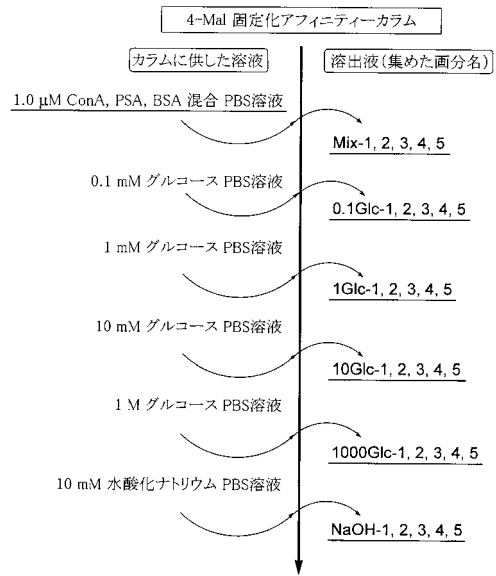 4-Mal 固定化アフィニティーカラム
カラムに供した溶液
溶出液(集めた画分名)
1.0 μM ConA, PSA, BSA 混合 PBS溶液
Mix-1, 2, 3, 4, 5
0.1 mM グルコース PBS溶液
0.1Glc-1, 2, 3, 4, 5
1 mM グルコース PBS溶液
1Glc-1, 2, 3, 4, 5
10 mM グルコース PBS溶液
10Glc-1, 2, 3, 4, 5
1 M グルコース PBS溶液
1000Glc-1, 2, 3, 4, 5
10 mM 水酸化ナトリウム PBS溶液
NaOH-1, 2, 3, 4, 5